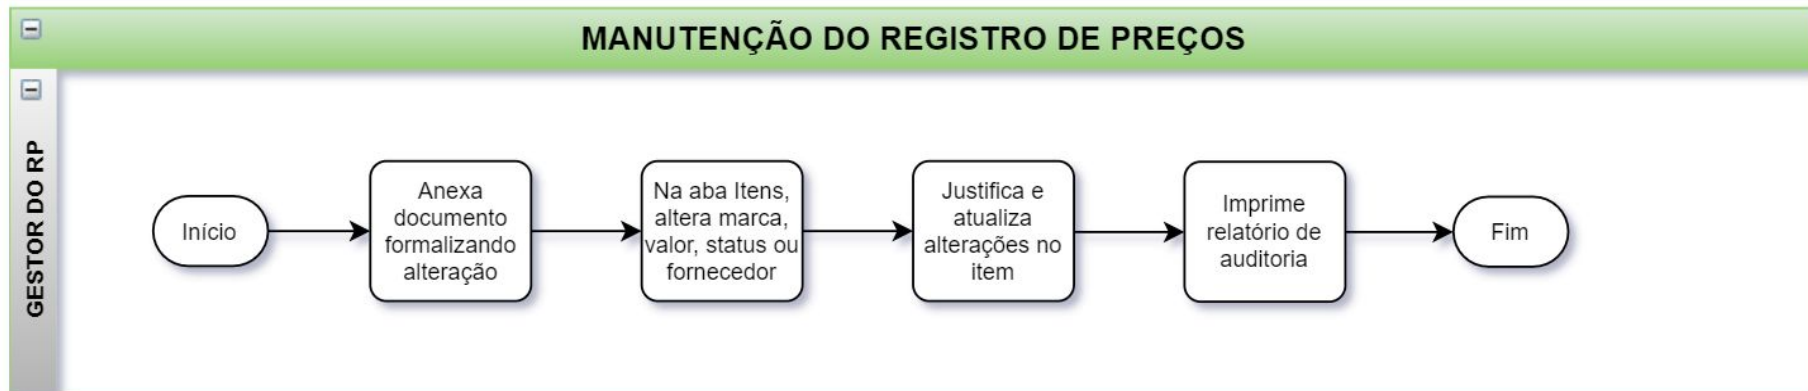 MANUTENÇÃO DO REGISTRO DE PREÇOS
GESTOR DO RP
Início
Anexa
documento
formalizando
alteração
Na aba Itens,
altera marca,
valor, status ou
fornecedor
Justifica e
atualiza
alterações no
item
Imprime
relatório de
auditoria
Fim